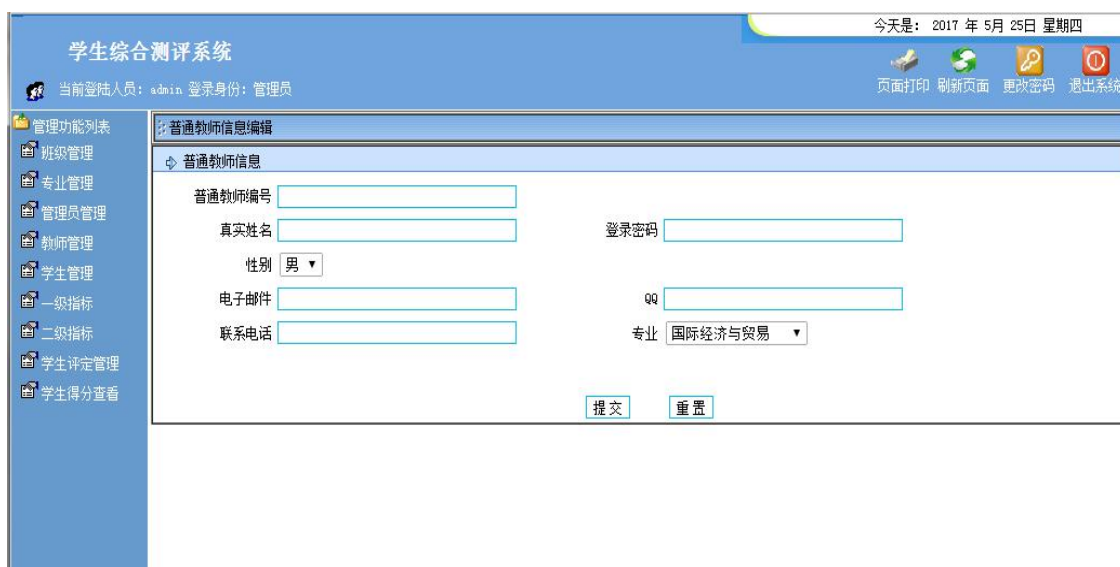 今天是: 2017 年 5月 25日 星期四
学生综合测评系统
页面打印 刷新页面 更改密码 退出系统
当前登陆人员: admin 登录身份: 管理员
管理功能列表
班级管理
专业管理
管理员管理
教师管理
学生管理
一级指标
二级指标
学生评定管理
学生得分查看
普通教师信息编辑
普通教师信息
普通教师编号
真实姓名 登录密码
性别 男
电子邮件 QQ
联系电话 专业 国际经济与贸易
提交 重置